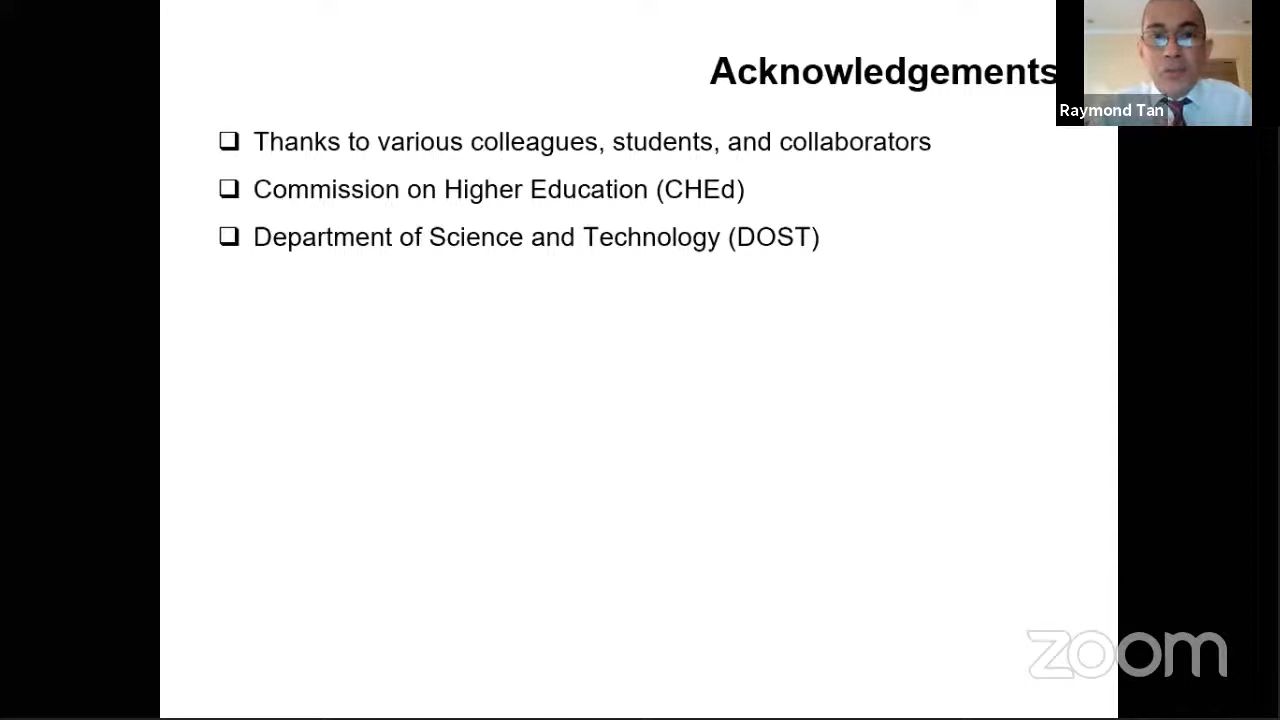 Acknowledgements
Raymond Tan
❑ Thanks to various colleagues, students, and collaborators
❑ Commission on Higher Education (CHEd)
❑ Department of Science and Technology (DOST)
zoom